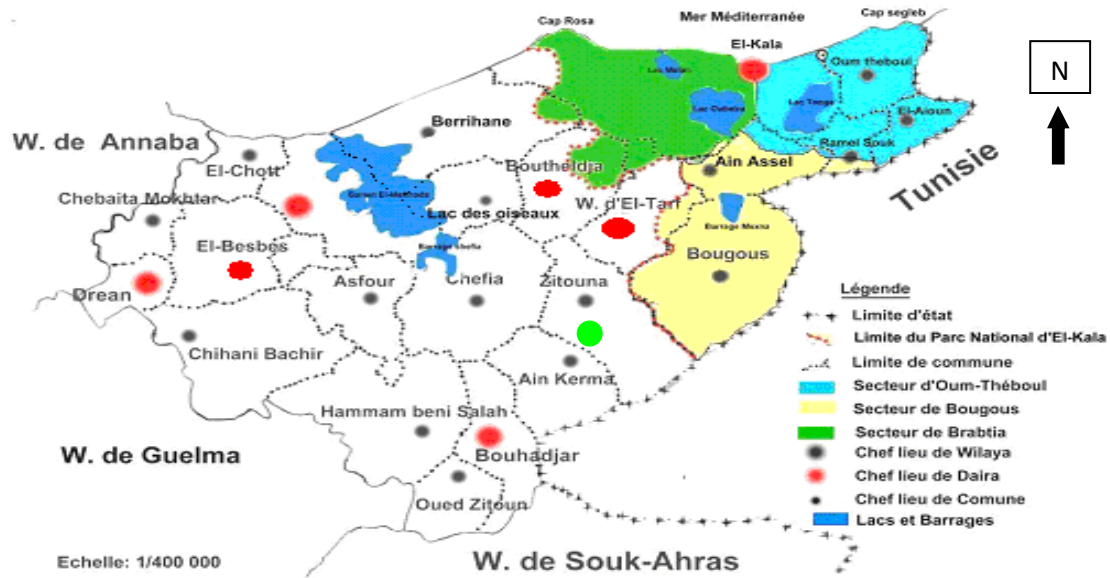 Mer Méditerranée
Cap segleb
Cap Rosa
El-Kala
N
Oum theboul
Lac Tonga
El-Aioun
Berrihane
W. de Annaba
Ramel Souk
Boutheldja
Ain Assel
El-Chott
Tunisie
Chebaita Mokhtar
W. d'El-Tarf
Lac des oiseaux
El-Besbes
Bougous
Drean
Asfour
Chefia
Zitouna
Légende
Limite d'état
Limite du Parc National d'El-Kala
Chihani Bachir
Limite de commune
Ain Kerma
Secteur d'Oum-Théboul
Secteur de Bougous
Hammam beni Salah
Secteur de Brabtia
W. de Guelma
Bouhadjar
Chef lieu de Wilaya
Chef lieu de Daira
Oued Zitoun
Chef lieu de Comune
Lacs et Barrages
Echelle: 1/400 000
W. de Souk-Ahras